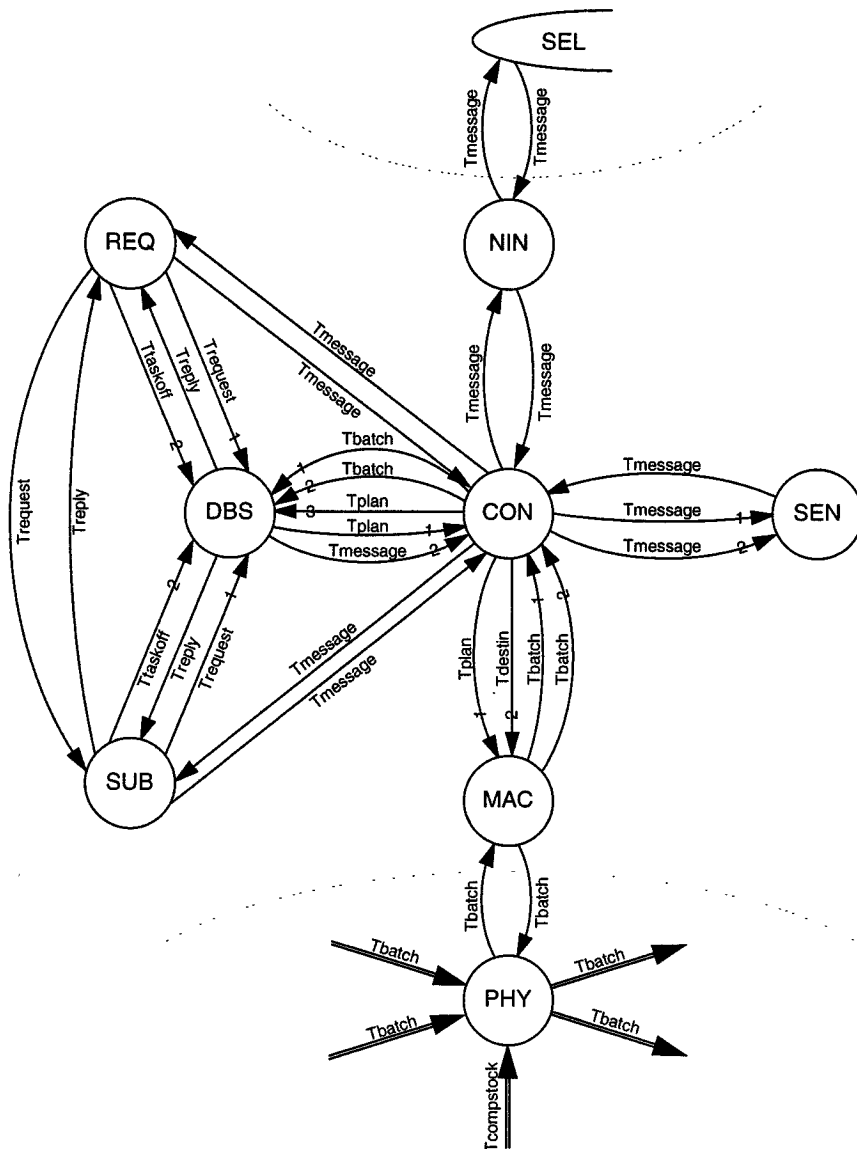 SEL
Tmessage
Tmessage
REQ
NIN
Tmessage
Tmessage
Tmessage
Tmessage
Ttaskoff
Treply
Trequest
2
1
Tbatch
1
Tbatch
2
Tplan
3
Tplan
1
Tmessage
2
DBS
CON
Tmessage
Tmessage
1
Tmessage
2
SEN
Trequest
Treply
2
1
Ttaskoff
Treply
Trequest
Tmessage
Tmessage
1
2
Tplan
Tdestin
Tbatch
Tbatch
1
2
SUB
MAC
Tbatch
Tbatch
Tbatch
Tbatch
PHY
Tbatch
Tbatch
Tcompstock